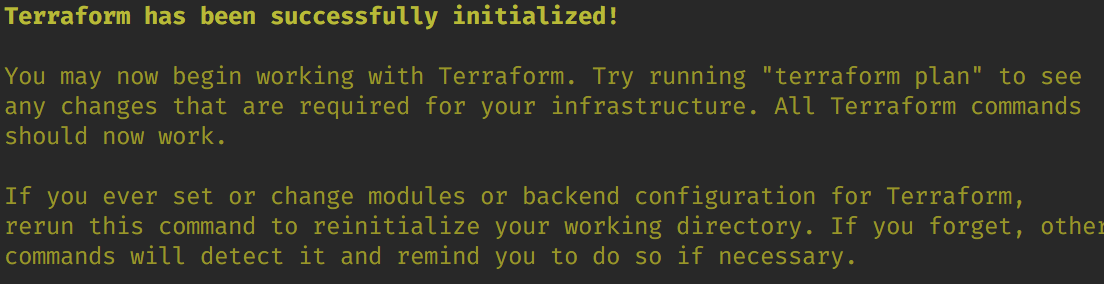 Terraform has been successfully initialized!
You may now begin working with Terraform. Try running "terraform plan" to see
any changes that are required for your infrastructure. All Terraform commands
should now work.
If you ever set or change modules or backend configuration for Terraform,
rerun this command to reinitialize your working directory. If you forget, other
commands will detect it and remind you to do so if necessary.